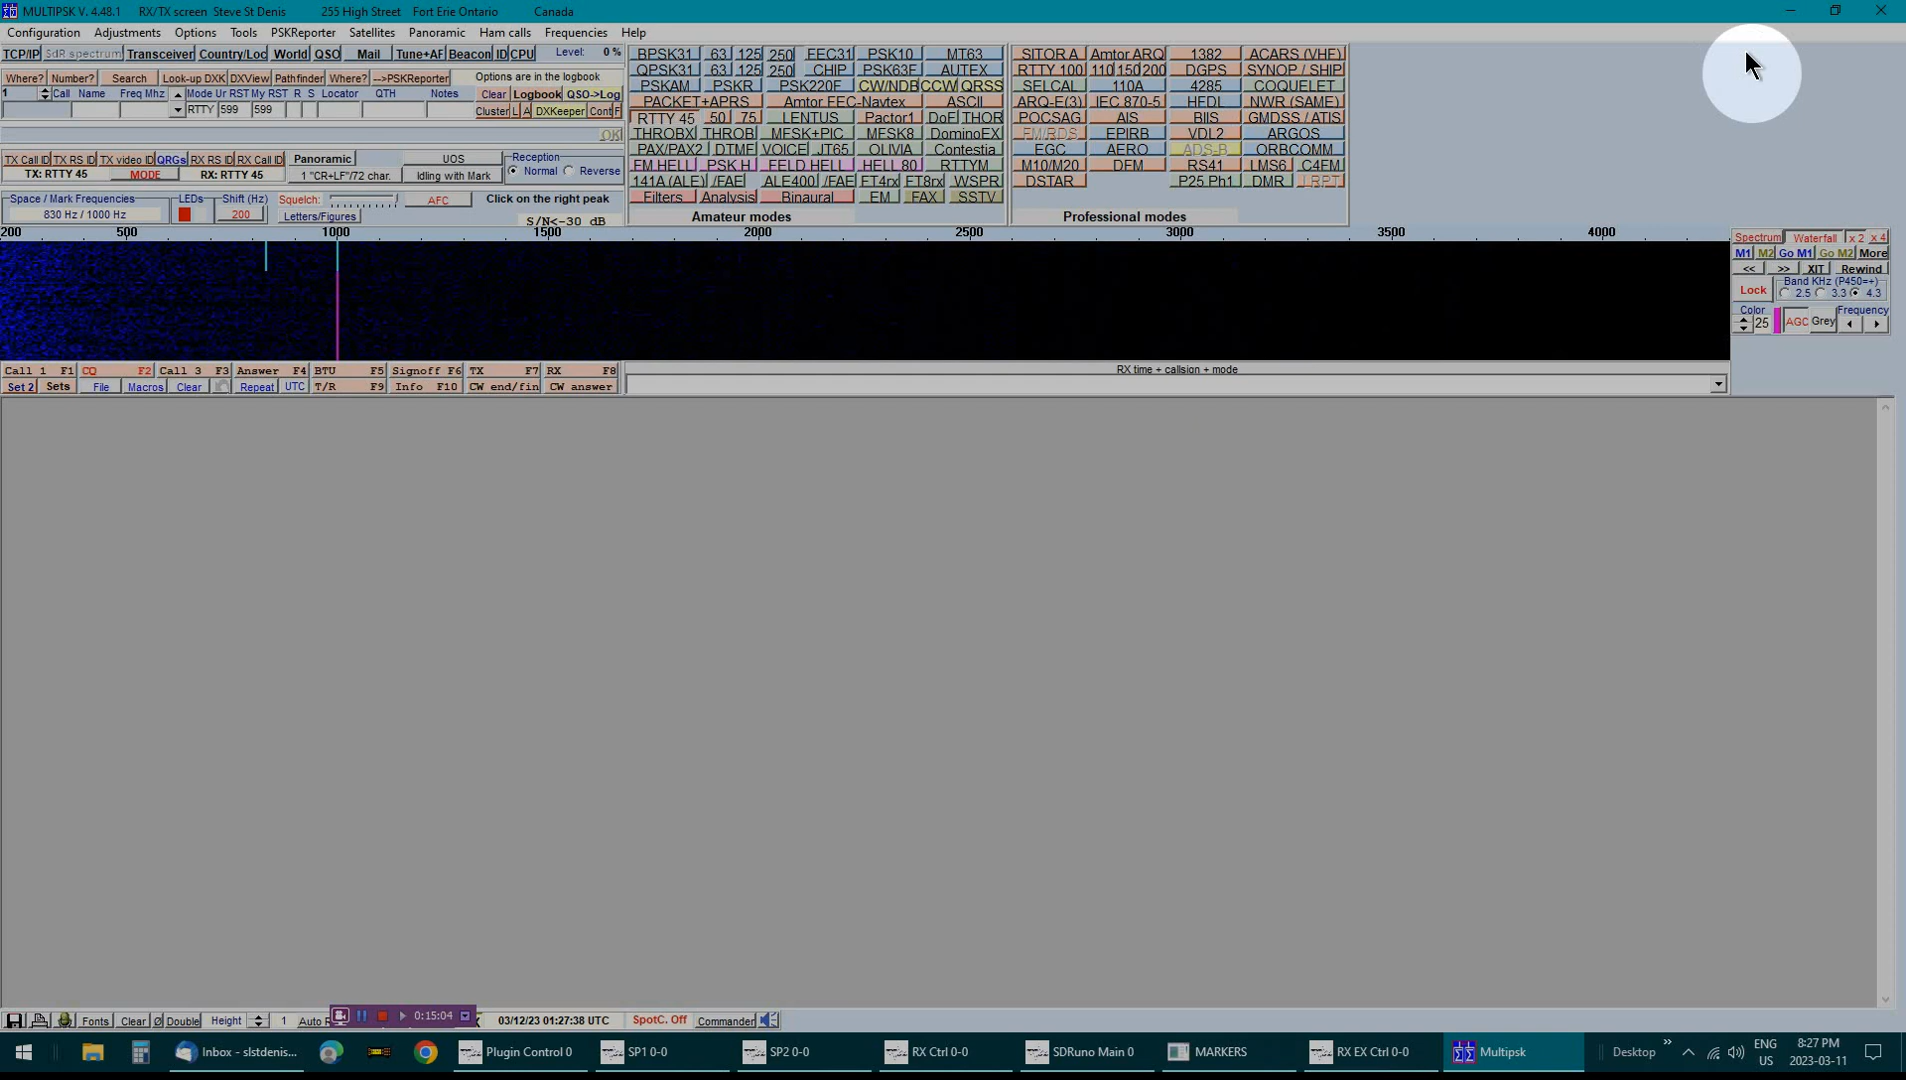 MULTIPSK V. 4.48.1 RX/TX screen Steve St Denis 255 High Street Fort Erie Ontario Canada
Configuration Adjustments Options Tools PSKReporter Satellites Panoramic Ham calls Frequencies Help
TCP/IP SdR spectrum Transceiver Country/Loc World QSO Mail Tune+AF Beacon ID CPU Level: 0 %
Where? Number? Search Look-up DXK DXView Pathfinder Where? -->PSKReporter Options are in the logbook
1 Call Name Freq Mhz Mode Ur RST My RST R S Locator QTH Notes Clear Logbook QSO->Log
RTTY 599 599 Cluster L A DXKeeper Cont F
OK
TX Call ID TX RS ID TX video ID QRGs RX RS ID RX Call ID Panoramic UOS Reception
TX: RTTY 45 MODE RX: RTTY 45 1 "CR+LF"/72 char. Idling with Mark Normal Reverse
Space / Mark Frequencies LEDs Shift (Hz) Squelch: AFC Click on the right peak
830 Hz / 1000 Hz 200 Letters/Figures S/N<-30 dB
BPSK31 63 125 250 FEC31 PSK10 MT63
QPSK31 63 125 250 CHIP PSK63F AUTEX
PSKAM PSKR PSK220F CW/NDB CCW QRSS
PACKET+APRS Amtor FEC-Navtex ASCII
RTTY 45 50 75 LENTUS Pactor1 DoF THOR
THROBX THROB MFSK+PIC MFSK8 DominoEX
PAX/PAX2 DTMF VOICE JT65 OLIVIA Contestia
FM HELL PSK H FELD HELL HELL 80 RTTYM
141A (ALE) /FAE ALE400 /FAE FT4rx FT8rx WSPR
Filters Analysis Binaural EM FAX SSTV
Amateur modes
SITOR A Amtor ARQ 1382 ACARS (VHF)
RTTY 100 110 150 200 DGPS SYNOP / SHIP
SELCAL 110A 4285 COQUELET
ARQ-E(3) IEC 870-5 HFDL NWR (SAME)
POCSAG AIS BIIS GMDSS / ATIS
FM/RDS EPIRB VDL2 ARGOS
EGC AERO ADS-B ORBCOMM
M10/M20 DFM RS41 LMS6 C4FM
DSTAR P25 Ph1 DMR LRPT
Professional modes
200 500 1000 1500 2000 2500 3000 3500 4000
Spectrum Waterfall x 2 x 4
M1 M2 Go M1 Go M2 More
<< >> XIT Rewind
Lock Band KHz (P450=+)
2.5 3.3 4.3
Color Frequency
25 AGC Grey
Call 1 F1 CQ F2 Call 3 F3 Answer F4 BTU F5 Signoff F6 TX F7 RX F8 RX time + callsign + mode
Set 2 Sets File Macros Clear Repeat UTC T/R F9 Info F10 CW end/fin CW answer
Fonts Clear Ø Double Height 1 Auto 0:15:04 03/12/23 01:27:38 UTC SpotC. Off Commander
Inbox - slstdenis... Plugin Control 0 SP1 0-0 SP2 0-0 RX Ctrl 0-0 SDRuno Main 0 MARKERS RX EX Ctrl 0-0 Multipsk Desktop » ENG US 8:27 PM 2023-03-11